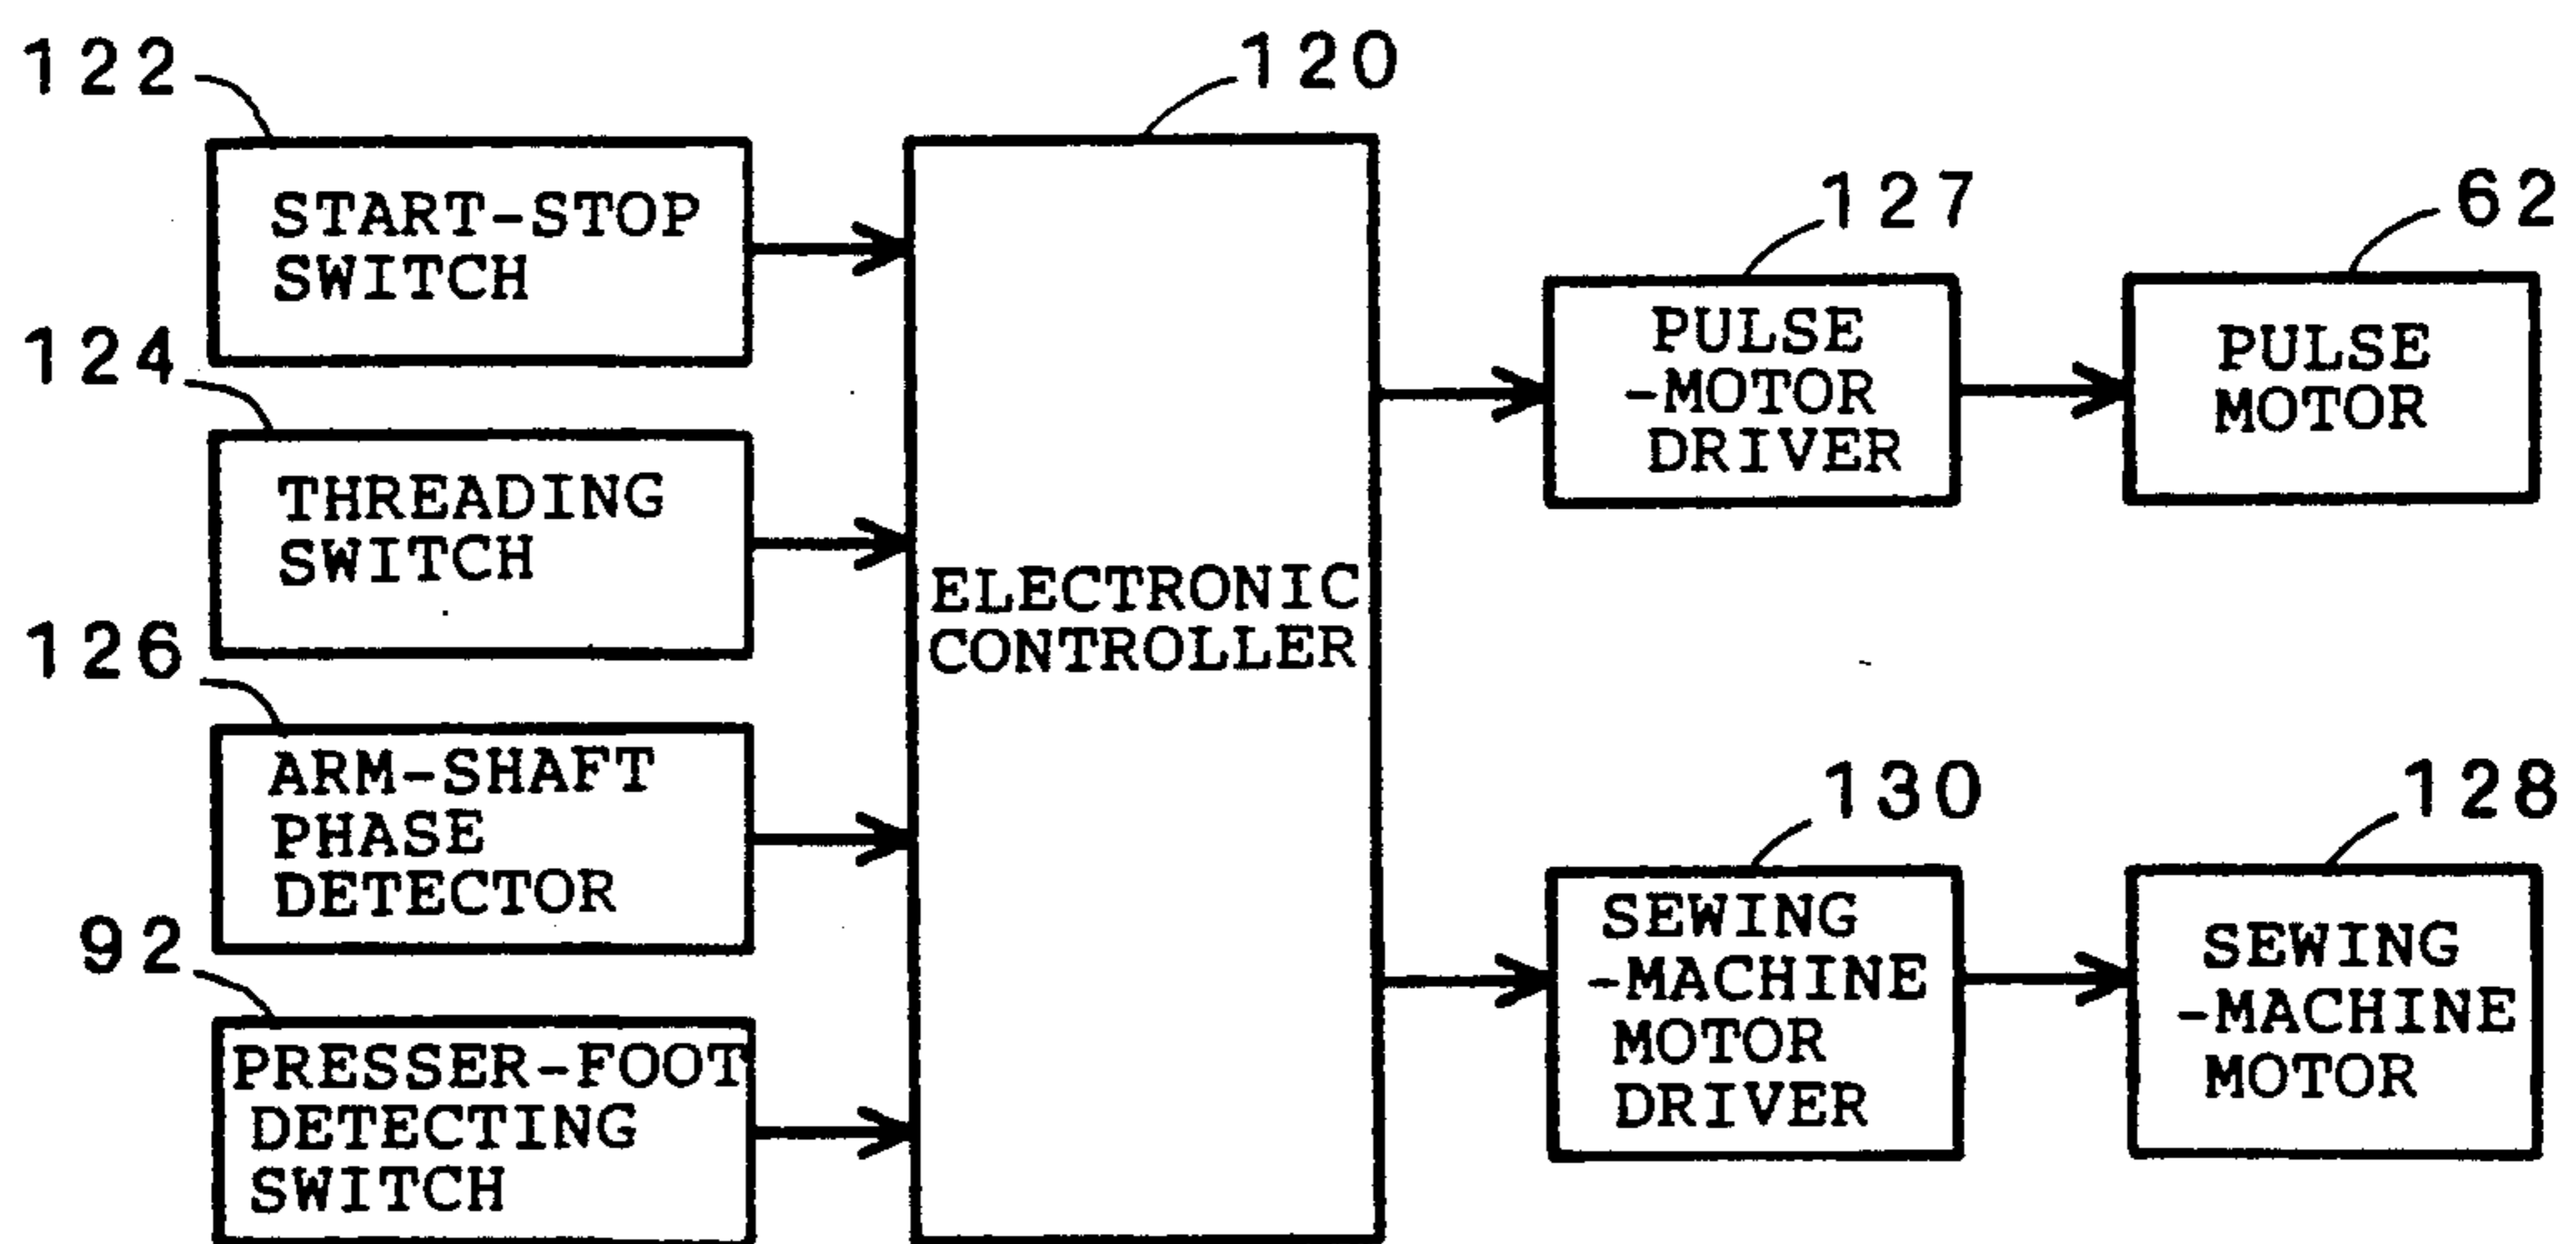 122
START-STOP
SWITCH
124
THREADING
SWITCH
126
ARM-SHAFT
PHASE
DETECTOR
92
PRESSER-FOOT
DETECTING
SWITCH
120
ELECTRONIC
CONTROLLER
127
PULSE
-MOTOR
DRIVER
62
PULSE
MOTOR
130
SEWING
-MACHINE
MOTOR
DRIVER
128
SEWING
-MACHINE
MOTOR